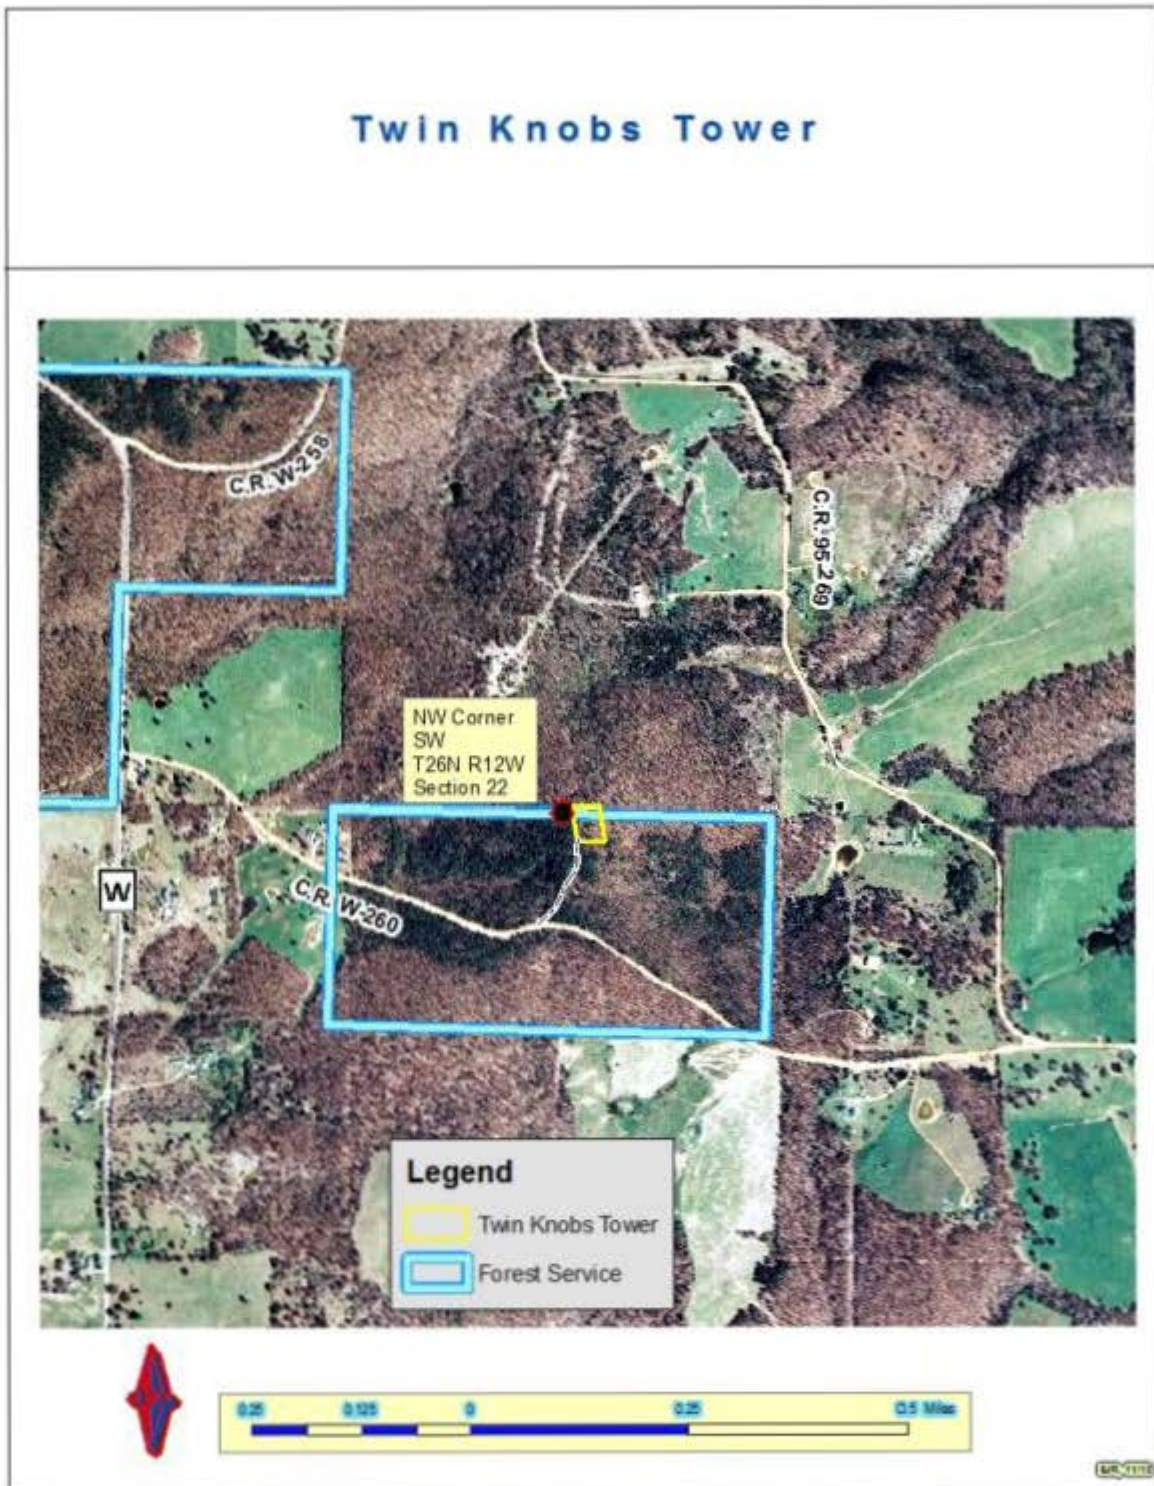 Twin Knobs Tower
C.R. W-258
C.R. 95-269
NW Corner
SW
T26N R12W
Section 22
W
C.R. W-260
Legend
Twin Knobs Tower
Forest Service
0.25 0.125 0 0.25 0.5 Miles